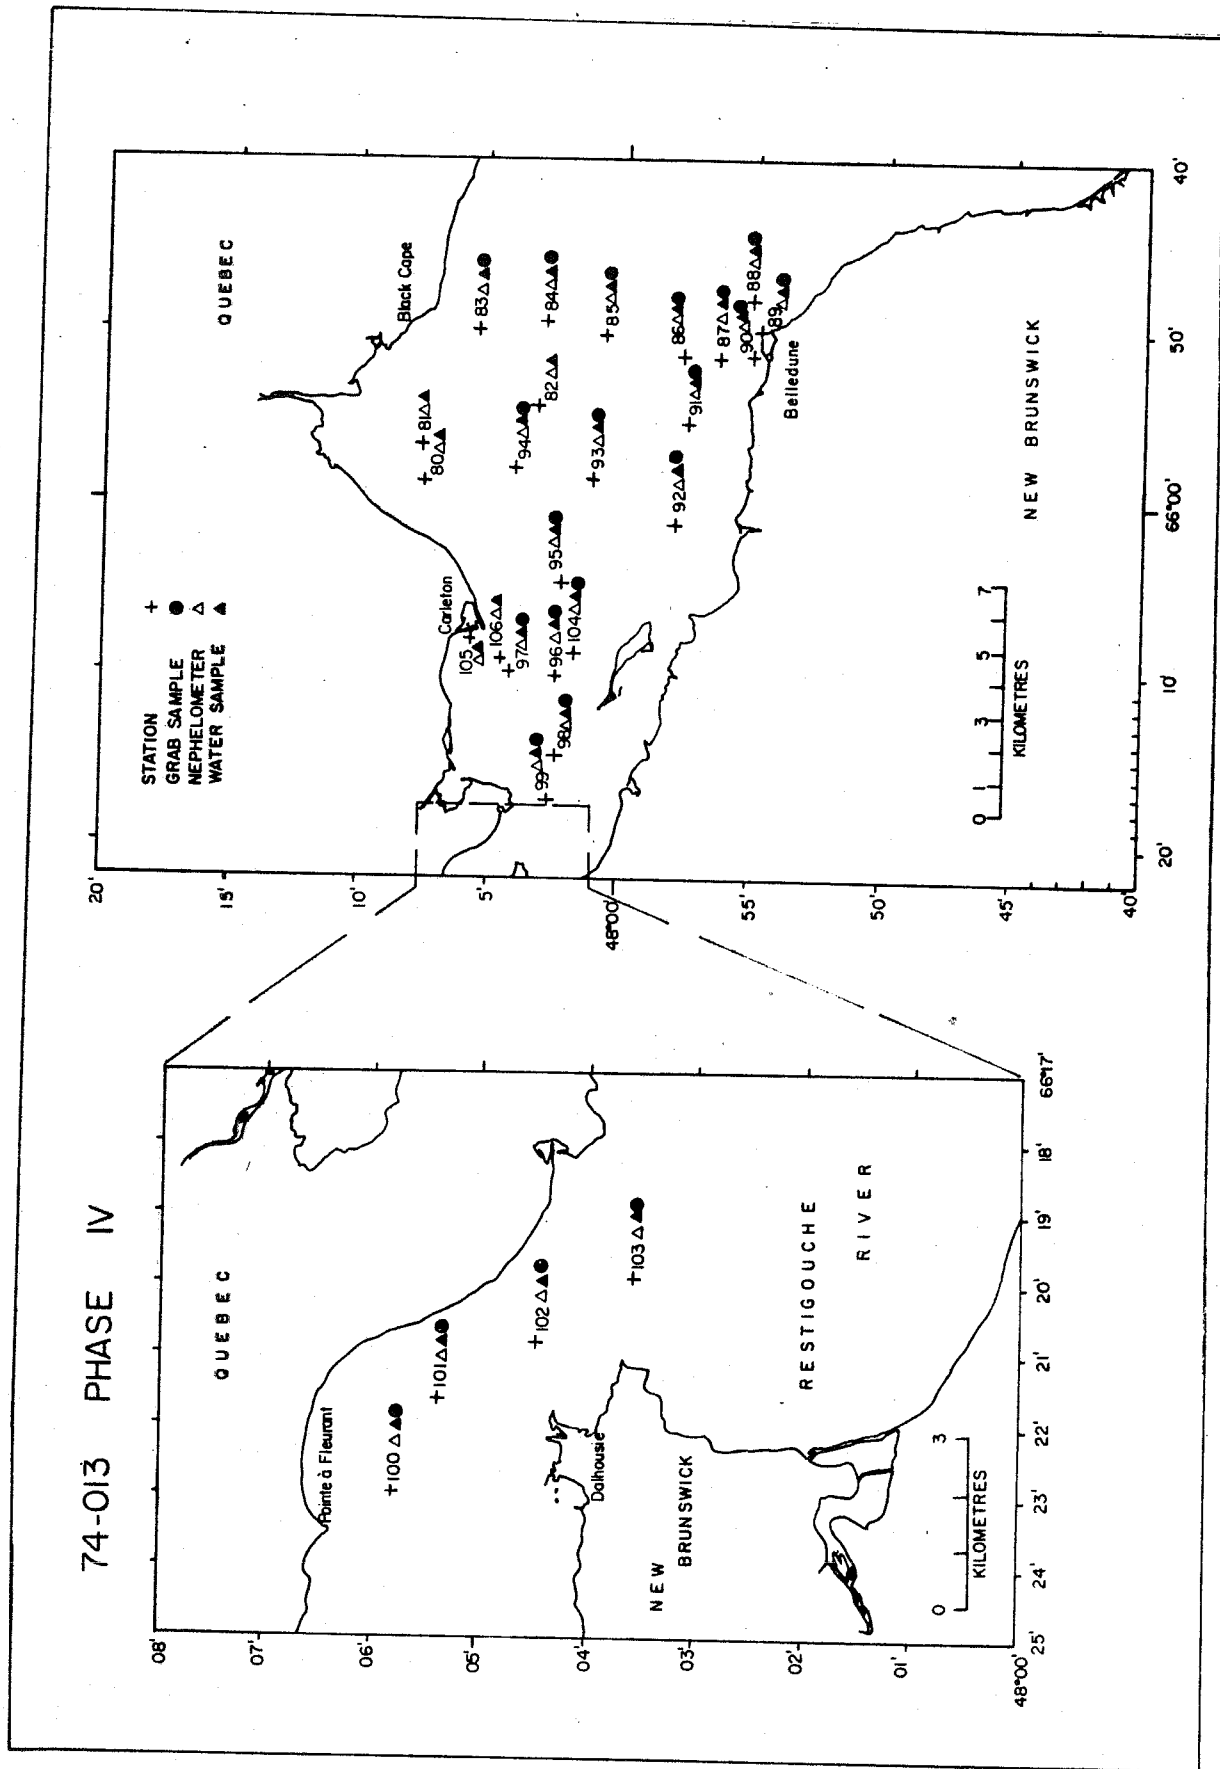 74-013 PHASE IV
QUEBEC
Pointe à Fleurant
+100
+101
+102
+103
Dalhousie
NEW
BRUNSWICK
RESTIGOUCHE
RIVER
0 3
KILOMETRES
08'
07'
06'
05'
04'
03'
02'
01'
48°00'
25' 24' 23' 22' 21' 20' 19' 18' 66°17'
STATION +
GRAB SAMPLE ●
NEPHELOMETER △
WATER SAMPLE ▲
QUEBEC
Black Cape
Carleton
+81
80
+83
+84
+82
+85
+94
+93
+86
+87
90
+88
89
+91
+92
+95
+106
105
97
+96
+104
+98
+99
Belledune
NEW BRUNSWICK
0 1 3 5 7
KILOMETRES
20'
15'
10'
5'
48°00'
55'
50'
45'
40'
20' 10' 66°00' 50' 40'